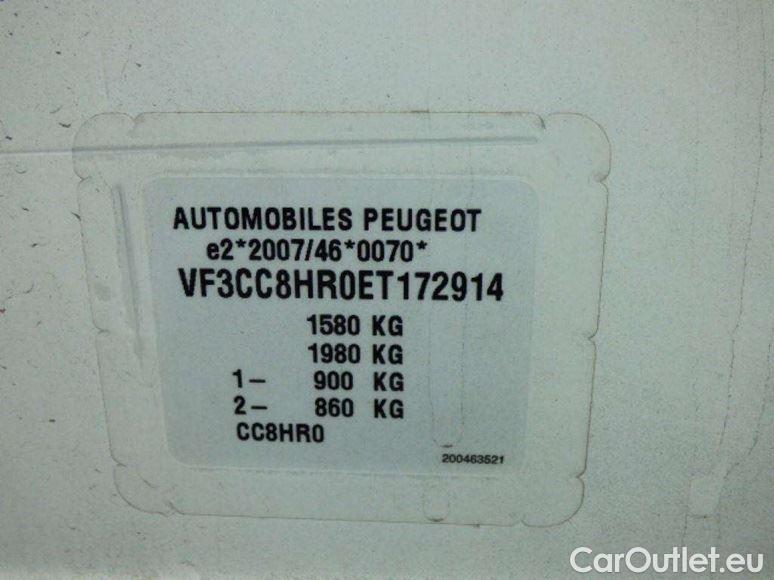 AUTOMOBILES PEUGEOT
e2*2007/46*0070*
VF3CC8HR0ET172914
1580 KG
1980 KG
1- 900 KG
2- 860 KG
CC8HR0
200463521
CarOutlet.eu